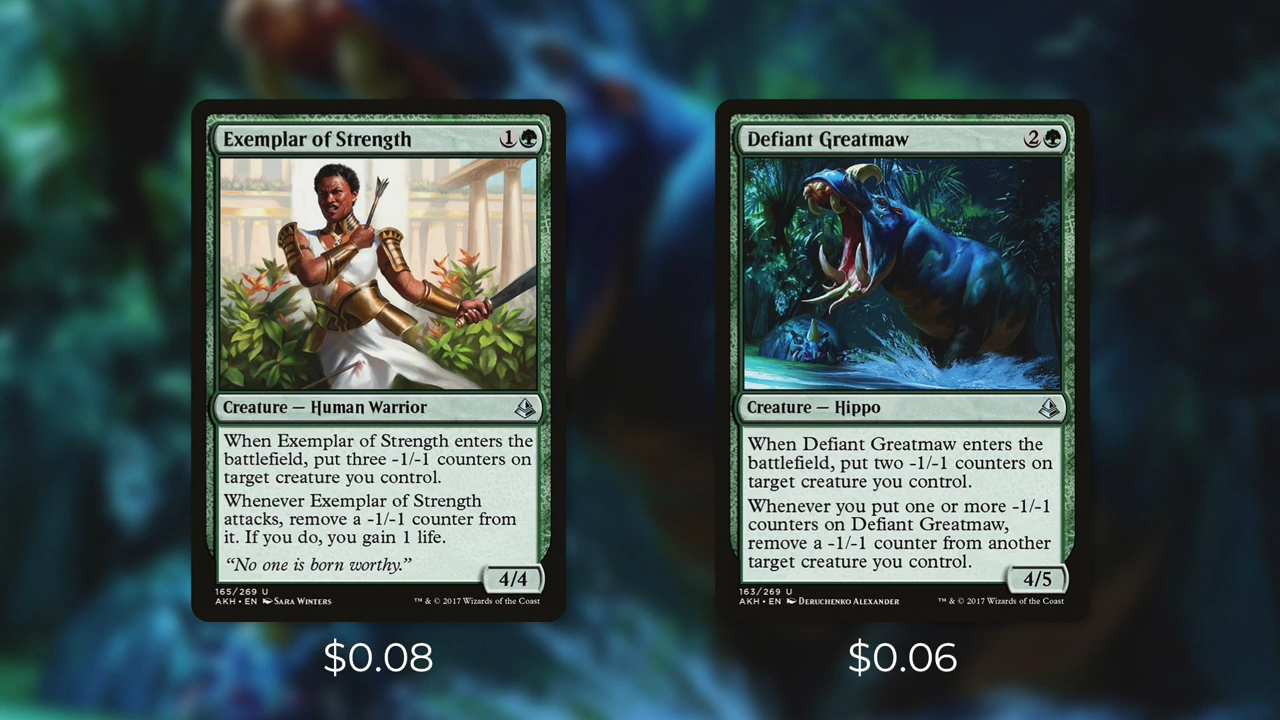 Exemplar of Strength 1
Creature — Human Warrior
When Exemplar of Strength enters the
battlefield, put three -1/-1 counters on
target creature you control.
Whenever Exemplar of Strength
attacks, remove a -1/-1 counter from
it. If you do, you gain 1 life.
“No one is born worthy.”
4/4
165/269 U
AKH • EN Sara Winters ™ & © 2017 Wizards of the Coast
$0.08
Defiant Greatmaw 2
Creature — Hippo
When Defiant Greatmaw enters the
battlefield, put two -1/-1 counters on
target creature you control.
Whenever you put one or more -1/-1
counters on Defiant Greatmaw,
remove a -1/-1 counter from another
target creature you control.
4/5
163/269 U
AKH • EN Deruchenko Alexander ™ & © 2017 Wizards of the Coast
$0.06